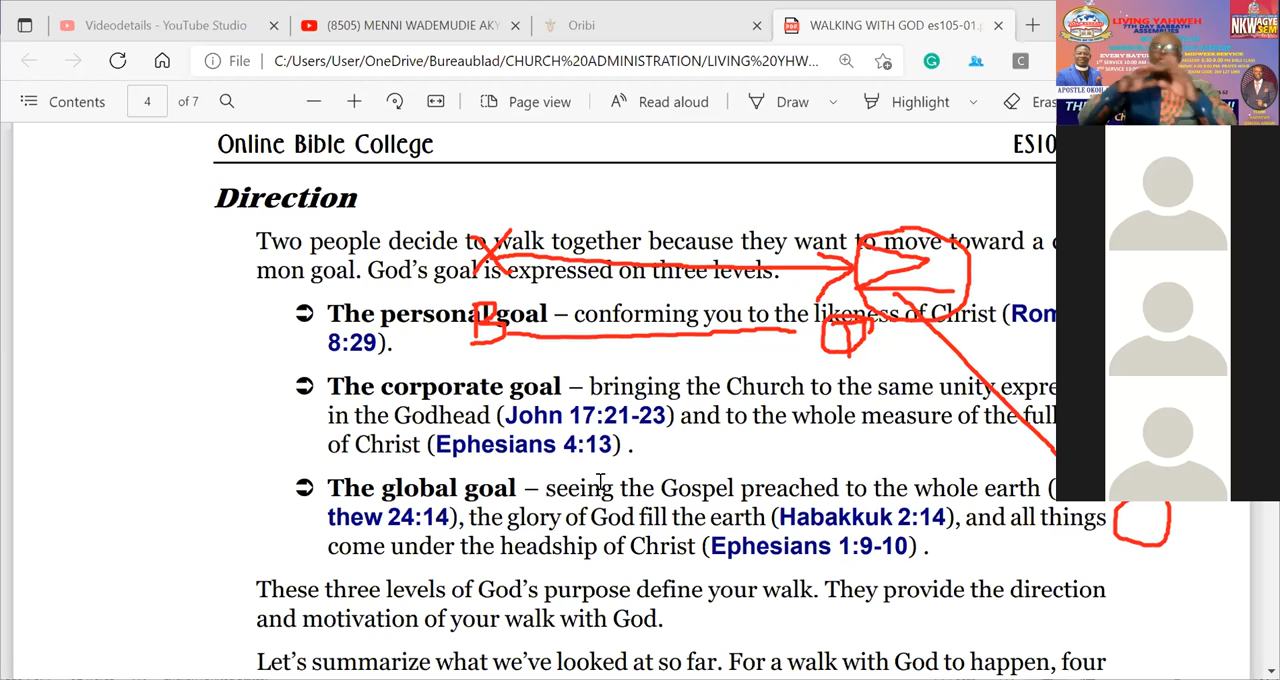 Videodetails - YouTube Studio
(8505) MENNI WADEMUDIE AKY
Oribi
WALKING WITH GOD es105-01.p
File
C:/Users/User/OneDrive/Bureaublad/CHURCH%20ADMINISTRATION/LIVING%20YHW...
Contents
4
of 7
Page view
Read aloud
Draw
Highlight
Eras
LIVING YAHWEH
7TH DAY SABBATH
ASSEMBLIES
NKWAGYE
SEM
APOSTLE OKOH
Online Bible College
ES10
Direction
Two people decide to walk together because they want to move toward a c
mon goal. God's goal is expressed on three levels.
➲ The personal goal – conforming you to the likeness of Christ (Rom
8:29).
➲ The corporate goal – bringing the Church to the same unity expre
in the Godhead (John 17:21-23) and to the whole measure of the full
of Christ (Ephesians 4:13) .
➲ The global goal – seeing the Gospel preached to the whole earth (
thew 24:14), the glory of God fill the earth (Habakkuk 2:14), and all things
come under the headship of Christ (Ephesians 1:9-10) .
These three levels of God's purpose define your walk. They provide the direction
and motivation of your walk with God.
Let's summarize what we've looked at so far. For a walk with God to happen, four